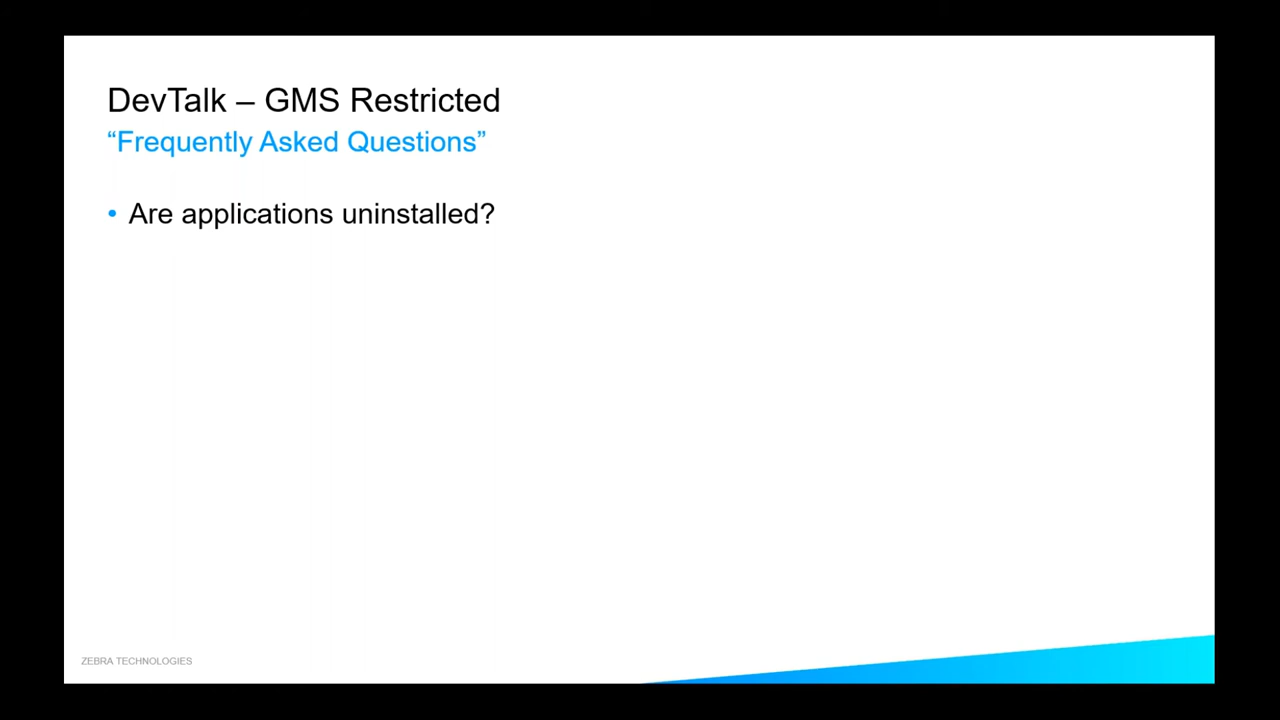 DevTalk – GMS Restricted
“Frequently Asked Questions”
• Are applications uninstalled?
ZEBRA TECHNOLOGIES